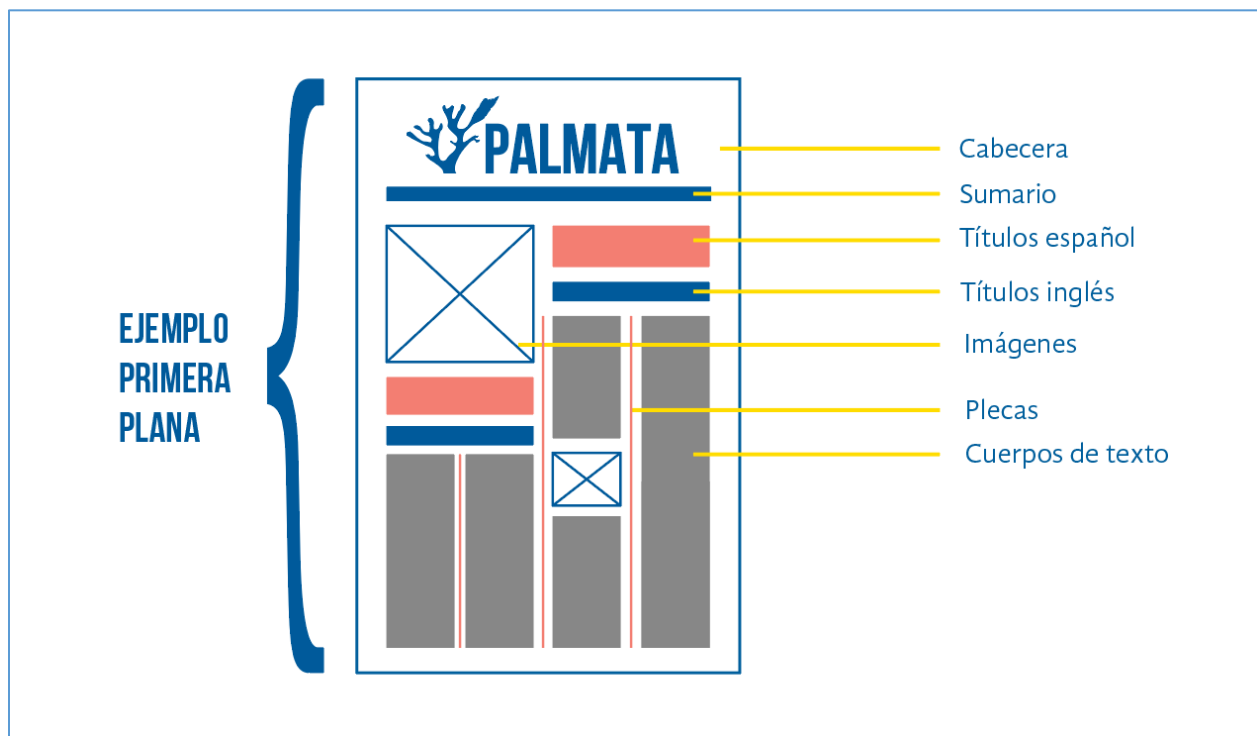 EJEMPLO
PRIMERA
PLANA
PALMATA
Cabecera
Sumario
Títulos español
Títulos inglés
Imágenes
Plecas
Cuerpos de texto